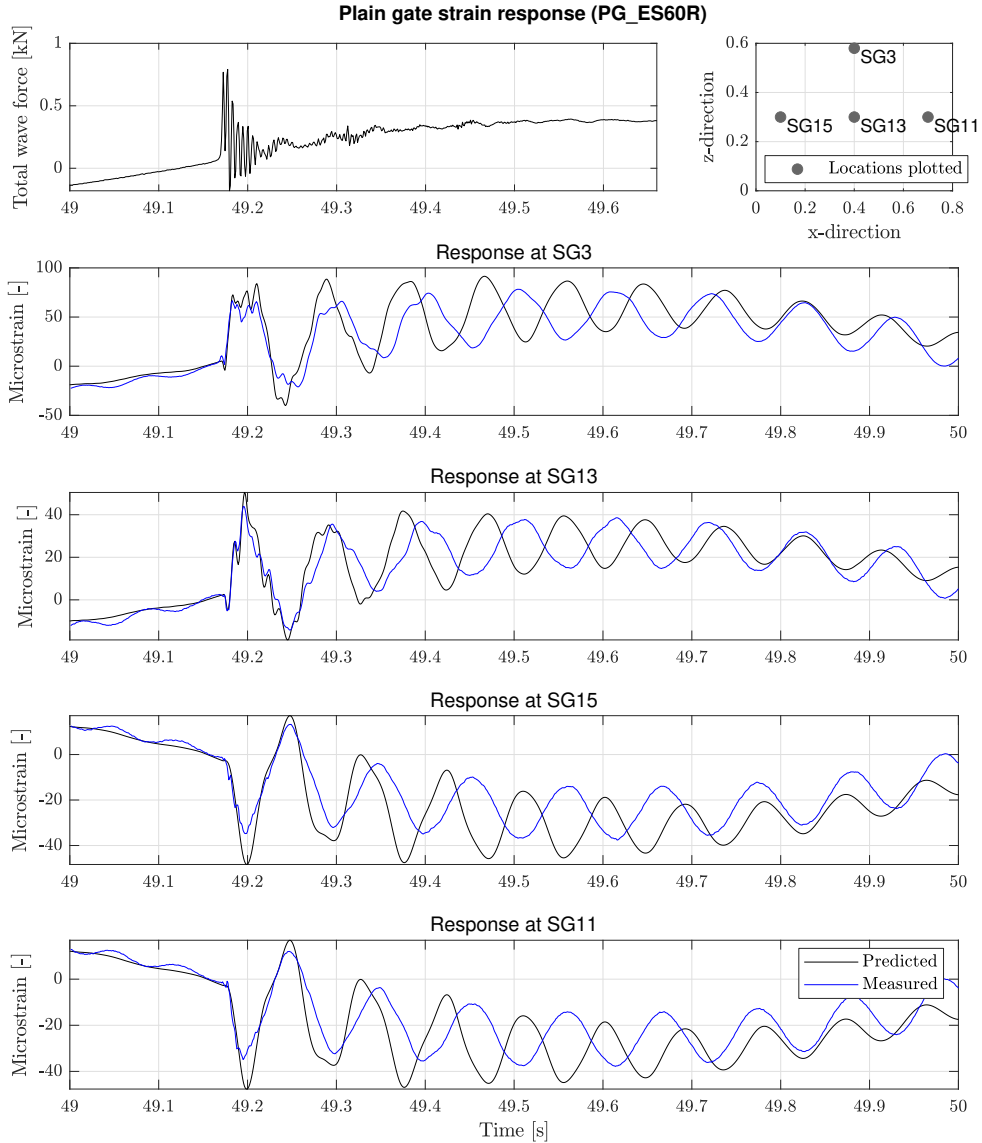 Plain gate strain response (PG_ES60R)
Total wave force [kN]
1
0.5
0
49 49.1 49.2 49.3 49.4 49.5 49.6
z-direction
0.6
0.4
0.2
0
SG3
SG15 SG13 SG11
Locations plotted
0 0.2 0.4 0.6 0.8
x-direction
Response at SG3
Microstrain [-]
100
50
0
-50
49 49.1 49.2 49.3 49.4 49.5 49.6 49.7 49.8 49.9 50
Response at SG13
Microstrain [-]
40
20
0
49 49.1 49.2 49.3 49.4 49.5 49.6 49.7 49.8 49.9 50
Response at SG15
Microstrain [-]
0
-20
-40
49 49.1 49.2 49.3 49.4 49.5 49.6 49.7 49.8 49.9 50
Response at SG11
Microstrain [-]
0
-20
-40
Predicted
Measured
49 49.1 49.2 49.3 49.4 49.5 49.6 49.7 49.8 49.9 50
Time [s]